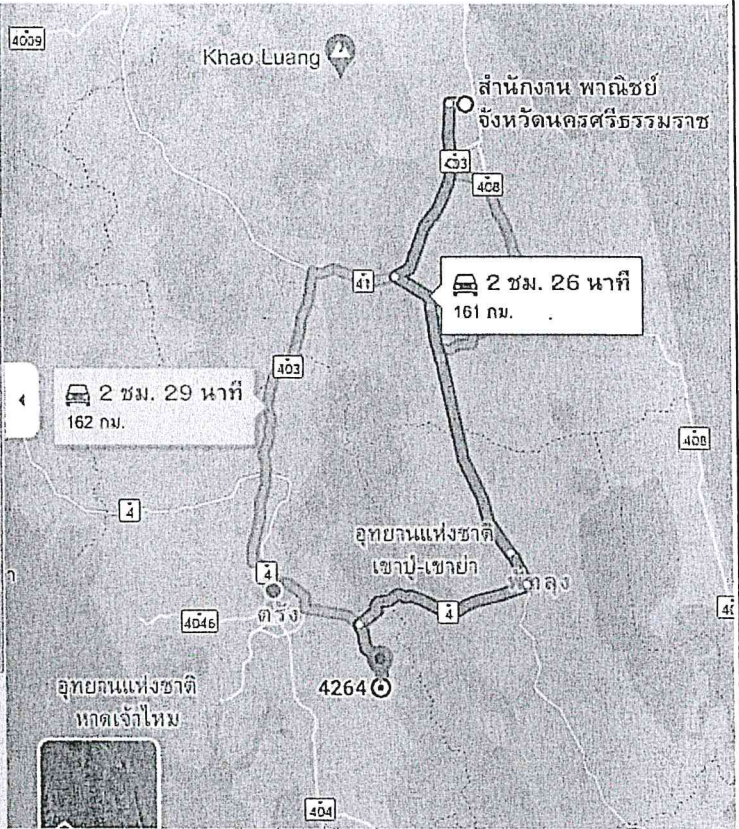 4009
Khao Luang
สำนักงาน พาณิชย์
จังหวัดนครศรีธรรมราช
403
408
41
2 ชม. 26 นาที
161 กม.
403
2 ชม. 29 นาที
162 กม.
408
4
อุทยานแห่งชาติ
เขาปู่-เขาย่า
พัทลุง
4
4
ตรัง
4046
4264
อุทยานแห่งชาติ
หาดเจ้าไหม
404